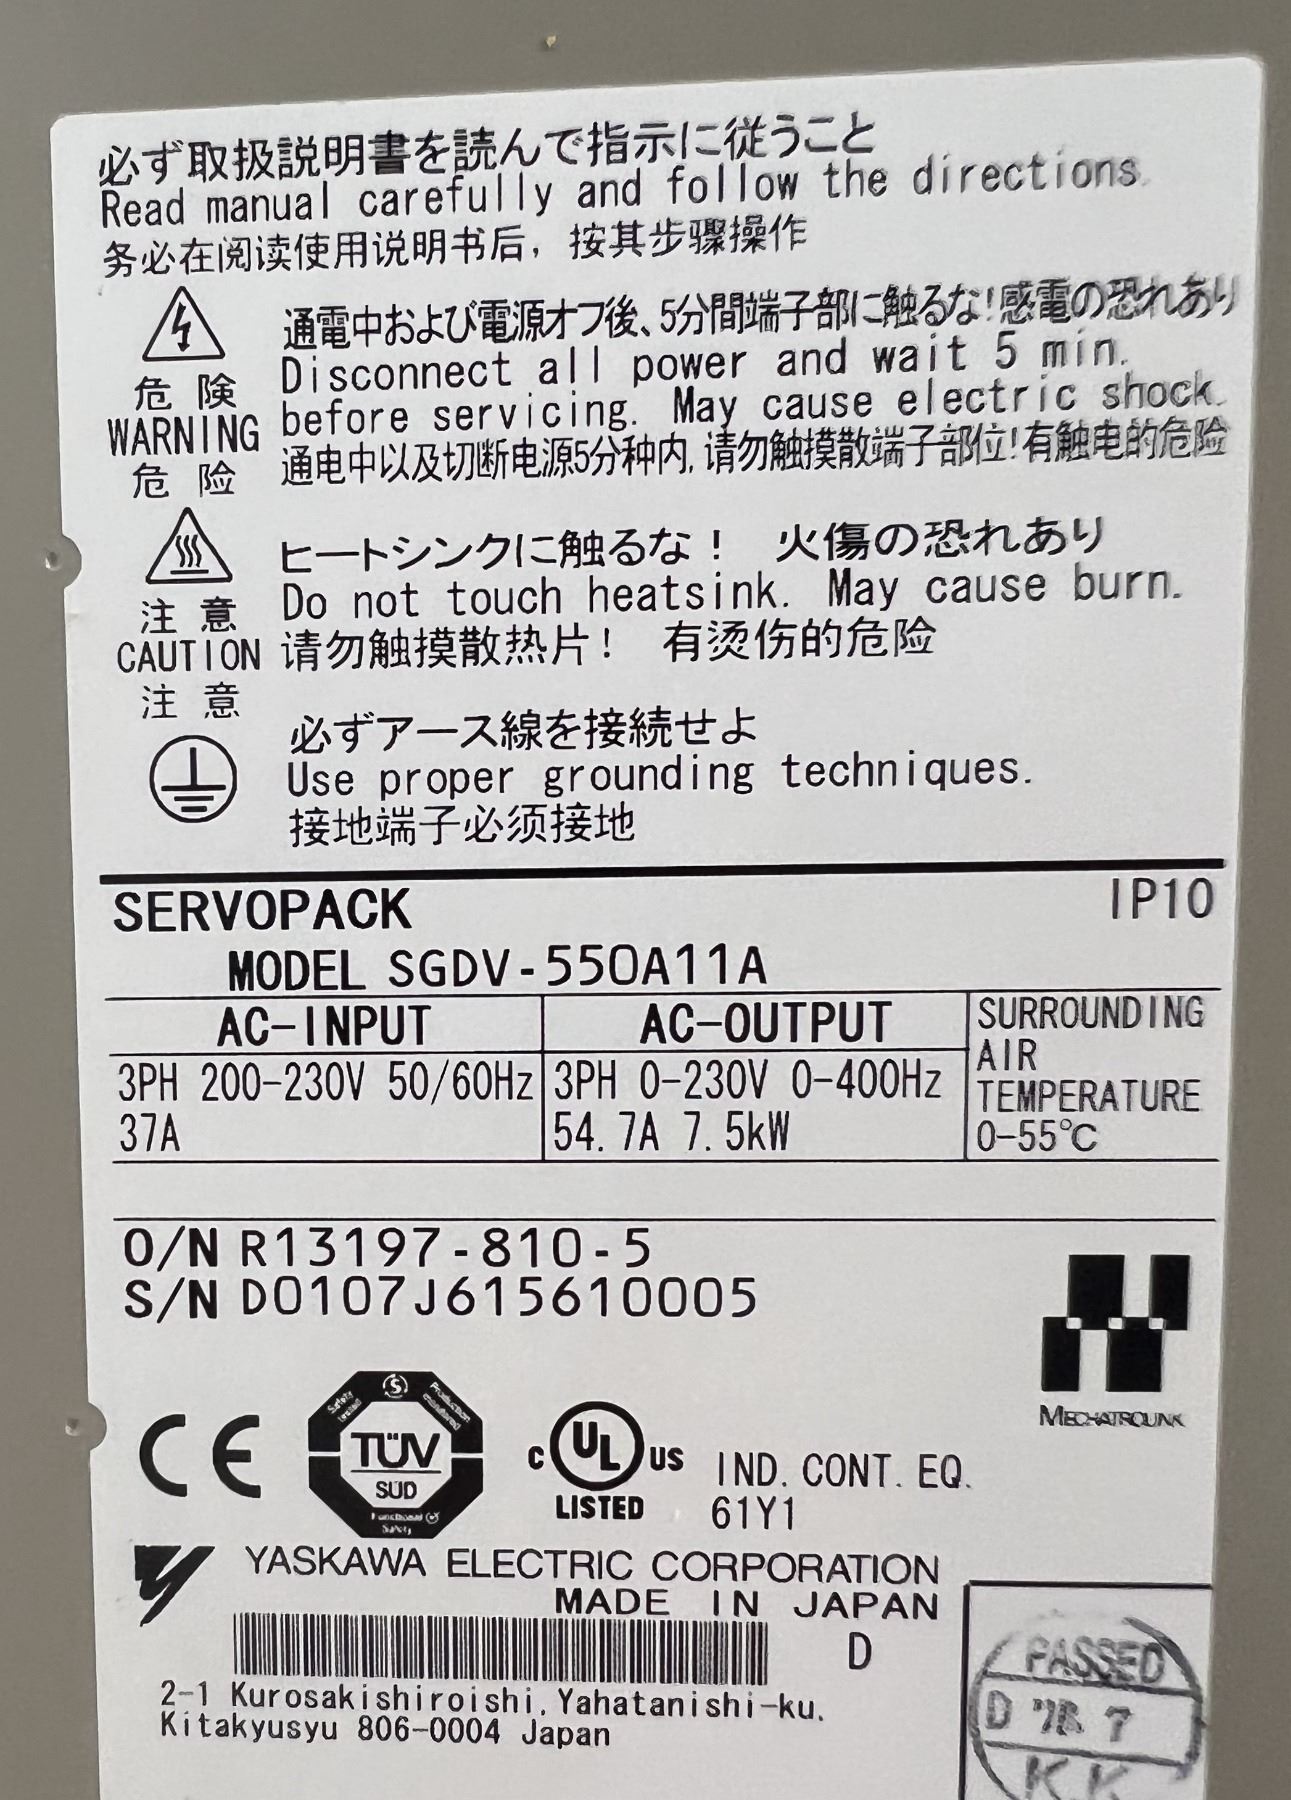 必ず取扱説明書を読んで指示に従うこと
Read manual carefully and follow the directions.
务必在阅读使用说明书后，按其步骤操作
危 険
WARNING
危 险
通電中および電源オフ後、5分間端子部に触るな!感電の恐れあり
Disconnect all power and wait 5 min.
before servicing. May cause electric shock.
通电中以及切断电源5分种内,请勿触摸散端子部位!有触电的危险
注 意
CAUTION
注 意
ヒートシンクに触るな! 火傷の恐れあり
Do not touch heatsink. May cause burn.
请勿触摸散热片! 有烫伤的危险
必ずアース線を接続せよ
Use proper grounding techniques.
接地端子必须接地
SERVOPACK
IP10
MODEL SGDV-550A11A
AC-INPUT
3PH 200-230V 50/60Hz
37A
AC-OUTPUT
3PH 0-230V 0-400Hz
54.7A 7.5kW
SURROUNDING
AIR
TEMPERATURE
0-55℃
O/N R13197-810-5
S/N D0107J615610005
MECHATROLINK
CE
Safety
tested
Production
monitored
TÜV
SÜD
Functional
Safety
C UL US
LISTED
IND. CONT. EQ.
61Y1
YASKAWA ELECTRIC CORPORATION
MADE IN JAPAN
D
2-1 Kurosakishiroishi, Yahatanishi-ku,
Kitakyusyu 806-0004 Japan
PASSED
D 7
K.K